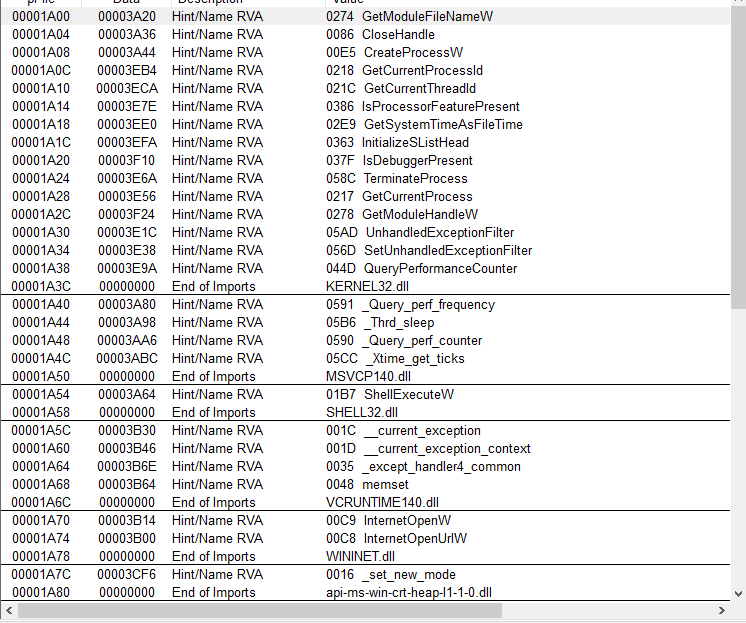 pFile Data Description Value
00001A00 00003A20 Hint/Name RVA 0274 GetModuleFileNameW
00001A04 00003A36 Hint/Name RVA 0086 CloseHandle
00001A08 00003A44 Hint/Name RVA 00E5 CreateProcessW
00001A0C 00003EB4 Hint/Name RVA 0218 GetCurrentProcessId
00001A10 00003ECA Hint/Name RVA 021C GetCurrentThreadId
00001A14 00003E7E Hint/Name RVA 0386 IsProcessorFeaturePresent
00001A18 00003EE0 Hint/Name RVA 02E9 GetSystemTimeAsFileTime
00001A1C 00003EFA Hint/Name RVA 0363 InitializeSListHead
00001A20 00003F10 Hint/Name RVA 037F IsDebuggerPresent
00001A24 00003E6A Hint/Name RVA 058C TerminateProcess
00001A28 00003E56 Hint/Name RVA 0217 GetCurrentProcess
00001A2C 00003F24 Hint/Name RVA 0278 GetModuleHandleW
00001A30 00003E1C Hint/Name RVA 05AD UnhandledExceptionFilter
00001A34 00003E38 Hint/Name RVA 056D SetUnhandledExceptionFilter
00001A38 00003E9A Hint/Name RVA 044D QueryPerformanceCounter
00001A3C 00000000 End of Imports KERNEL32.dll
00001A40 00003A80 Hint/Name RVA 0591 _Query_perf_frequency
00001A44 00003A98 Hint/Name RVA 05B6 _Thrd_sleep
00001A48 00003AA6 Hint/Name RVA 0590 _Query_perf_counter
00001A4C 00003ABC Hint/Name RVA 05CC _Xtime_get_ticks
00001A50 00000000 End of Imports MSVCP140.dll
00001A54 00003A64 Hint/Name RVA 01B7 ShellExecuteW
00001A58 00000000 End of Imports SHELL32.dll
00001A5C 00003B30 Hint/Name RVA 001C __current_exception
00001A60 00003B46 Hint/Name RVA 001D __current_exception_context
00001A64 00003B6E Hint/Name RVA 0035 _except_handler4_common
00001A68 00003B64 Hint/Name RVA 0048 memset
00001A6C 00000000 End of Imports VCRUNTIME140.dll
00001A70 00003B14 Hint/Name RVA 00C9 InternetOpenW
00001A74 00003B00 Hint/Name RVA 00C8 InternetOpenUrlW
00001A78 00000000 End of Imports WININET.dll
00001A7C 00003CF6 Hint/Name RVA 0016 _set_new_mode
00001A80 00000000 End of Imports api-ms-win-crt-heap-l1-1-0.dll